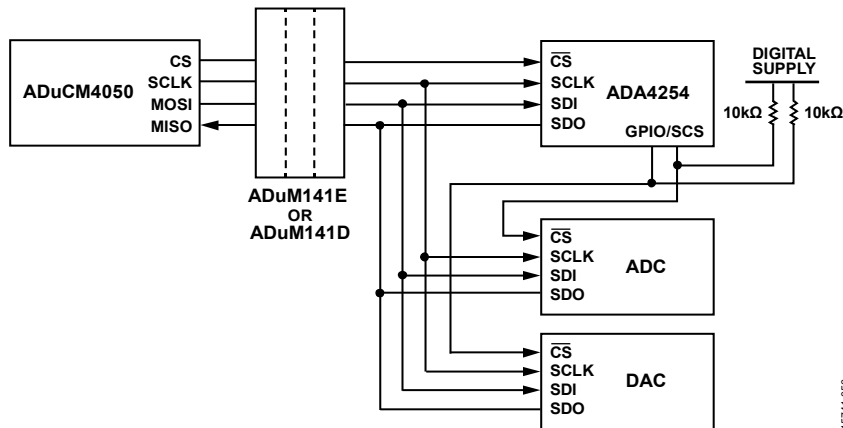 ADuCM4050
CS
SCLK
MOSI
MISO
ADuM141E
OR
ADuM141D
CS
SCLK
SDI
SDO
ADA4254
GPIO/SCS
DIGITAL
SUPPLY
10kΩ
10kΩ
CS
SCLK
SDI
SDO
ADC
CS
SCLK
SDI
SDO
DAC